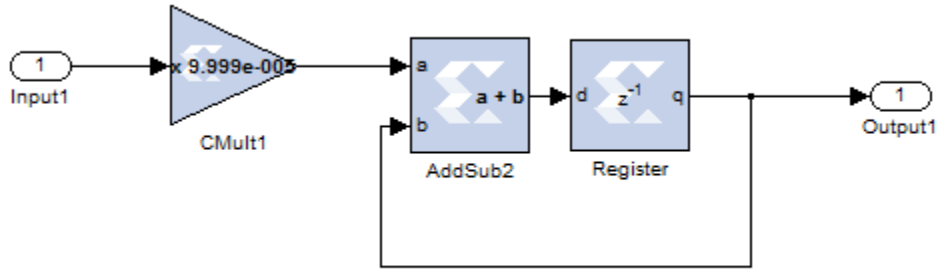 1
Input1
x 9.999e-005
CMult1
a
b
a + b
AddSub2
d
z-1
q
Register
1
Output1